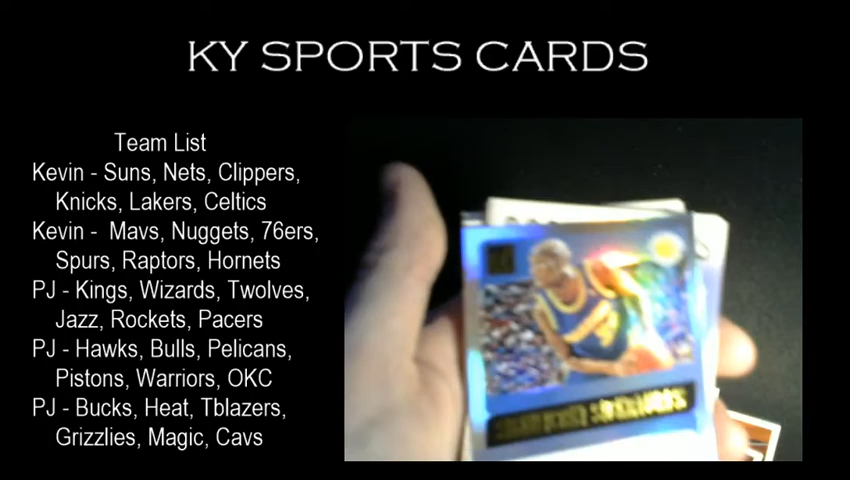 KY SPORTS CARDS
Team List
Kevin - Suns, Nets, Clippers,
Knicks, Lakers, Celtics
Kevin - Mavs, Nuggets, 76ers,
Spurs, Raptors, Hornets
PJ - Kings, Wizards, Twolves,
Jazz, Rockets, Pacers
PJ - Hawks, Bulls, Pelicans,
Pistons, Warriors, OKC
PJ - Bucks, Heat, Tblazers,
Grizzlies, Magic, Cavs